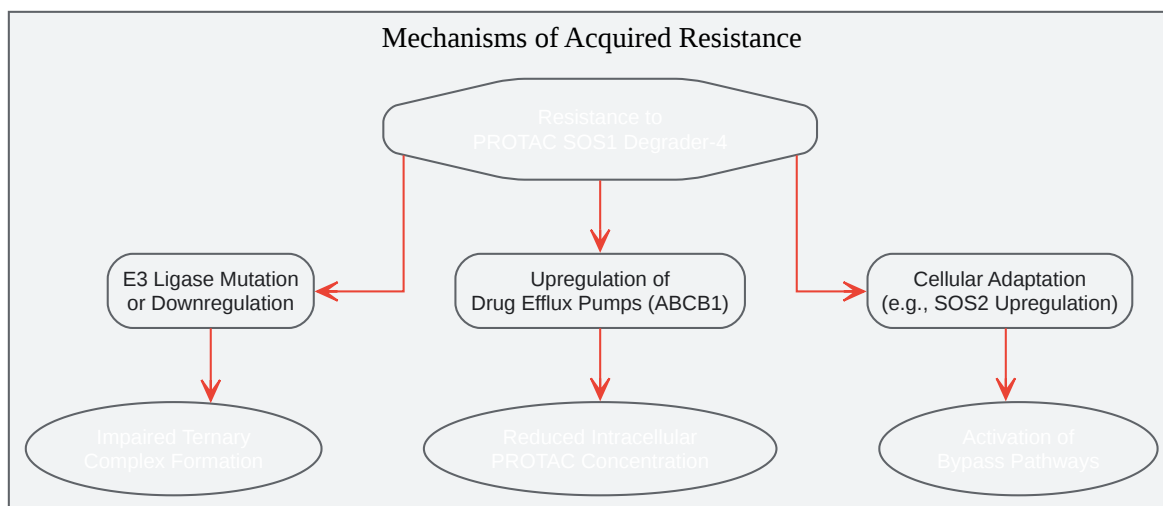 Mechanisms of Acquired Resistance
Resistance to
PROTAC SOS1 Degrader-4
E3 Ligase Mutation
or Downregulation
Upregulation of
Drug Efflux Pumps (ABCB1)
Cellular Adaptation
(e.g., SOS2 Upregulation)
Impaired Ternary
Complex Formation
Reduced Intracellular
PROTAC Concentration
Activation of
Bypass Pathways